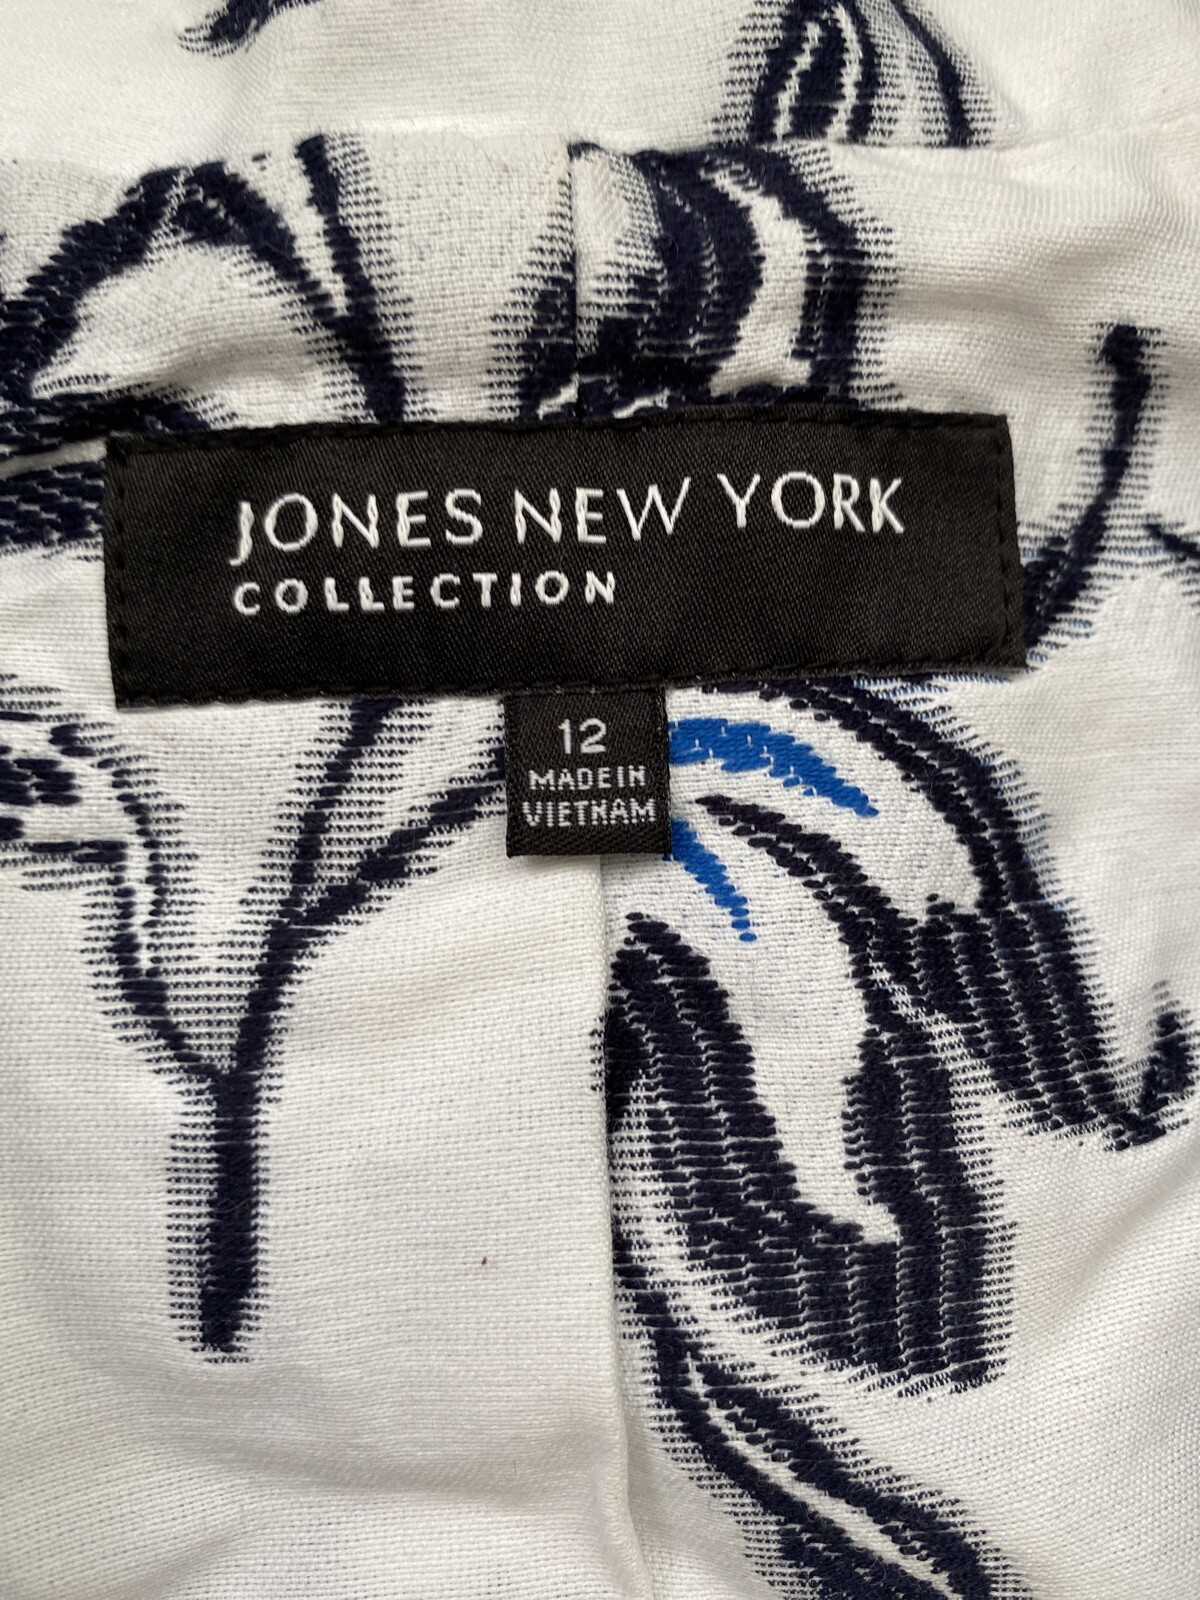 JONES NEW YORK
COLLECTION
12
MADE IN
VIETNAM